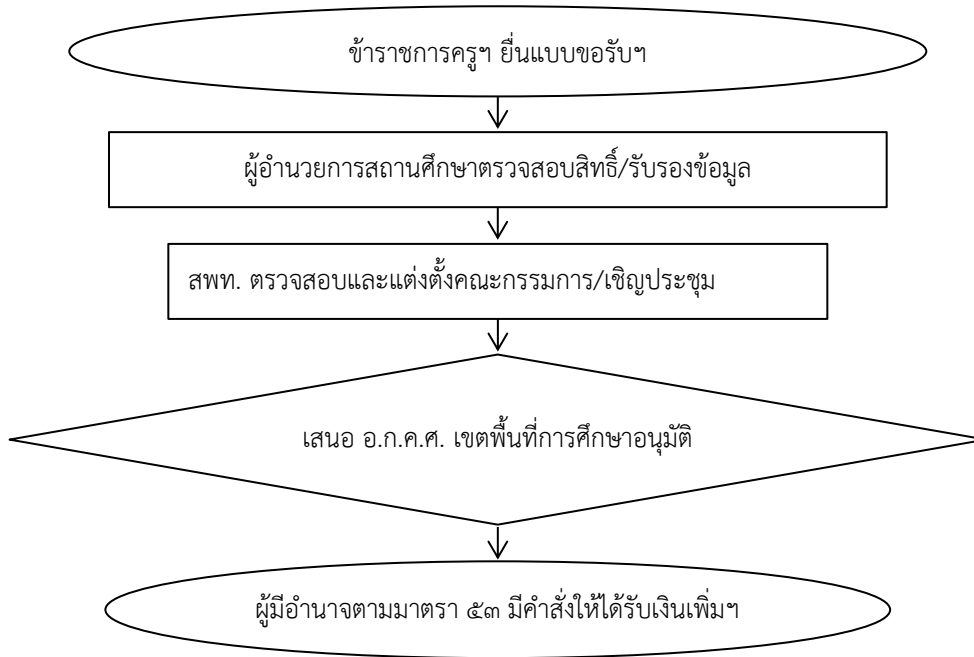 ข้าราชการครูฯ ยื่นแบบขอรับฯ
ผู้อำนวยการสถานศึกษาตรวจสอบสิทธิ์/รับรองข้อมูล
สพท. ตรวจสอบและแต่งตั้งคณะกรรมการ/เชิญประชุม
เสนอ อ.ก.ค.ศ. เขตพื้นที่การศึกษาอนุมัติ
ผู้มีอำนาจตามมาตรา ๕๓ มีคำสั่งให้ได้รับเงินเพิ่มฯ